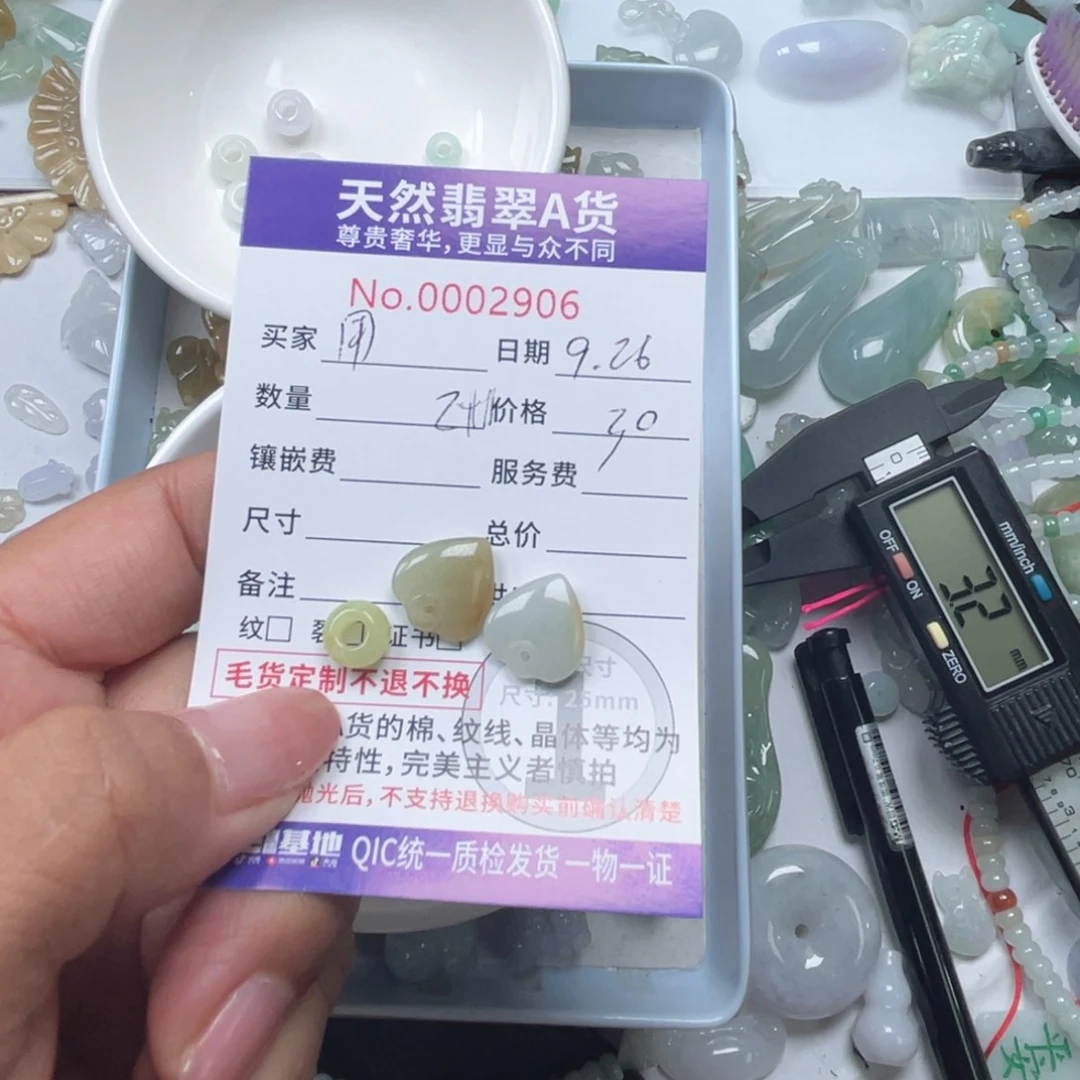 天然翡翠A货
尊贵奢华,更显与众不同
No.0002906
买家 日期 9.26
数量 价格 20
镶嵌费 服务费
尺寸 总价
备注
纹□ 证书□
毛货定制不退不换
尺寸
尺寸: 25mm
货的棉、纹线、晶体等均为
特性,完美主义者慎拍
抛光后,不支持退换购买前确认清楚
基地 QIC统一质检发货一物一证
OFF
ON
ZERO
mm/inch
32
mm
平安